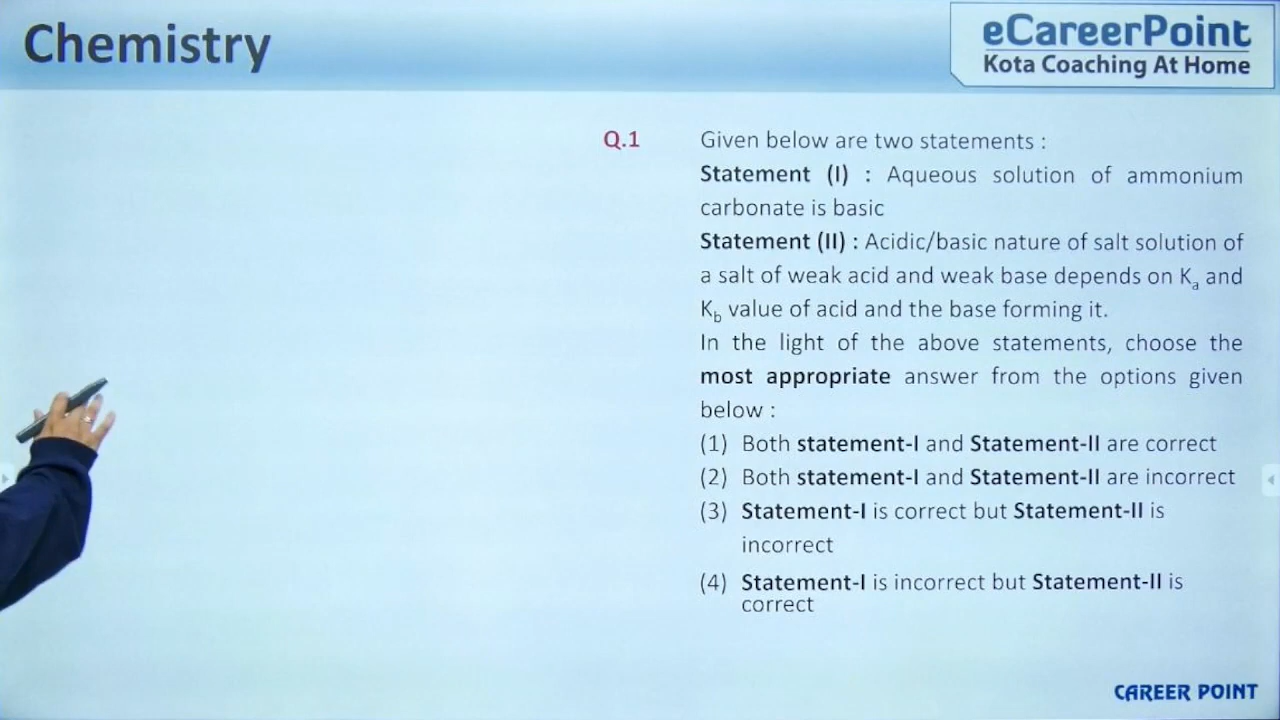 Chemistry
eCareerPoint
Kota Coaching At Home
Q.1 Given below are two statements :
Statement (I) : Aqueous solution of ammonium
carbonate is basic
Statement (II) : Acidic/basic nature of salt solution of
a salt of weak acid and weak base depends on Kₐ and
K_b value of acid and the base forming it.
In the light of the above statements, choose the
most appropriate answer from the options given
below :
(1) Both statement-I and Statement-II are correct
(2) Both statement-I and Statement-II are incorrect
(3) Statement-I is correct but Statement-II is
incorrect
(4) Statement-I is incorrect but Statement-II is
correct
CAREER POINT